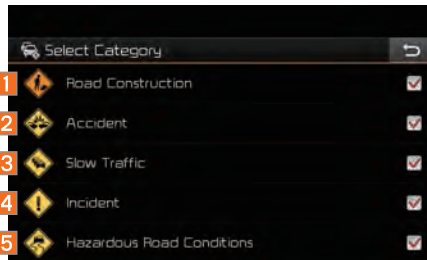 Select Category
1 Road Construction
2 Accident
3 Slow Traffic
4 Incident
5 Hazardous Road Conditions